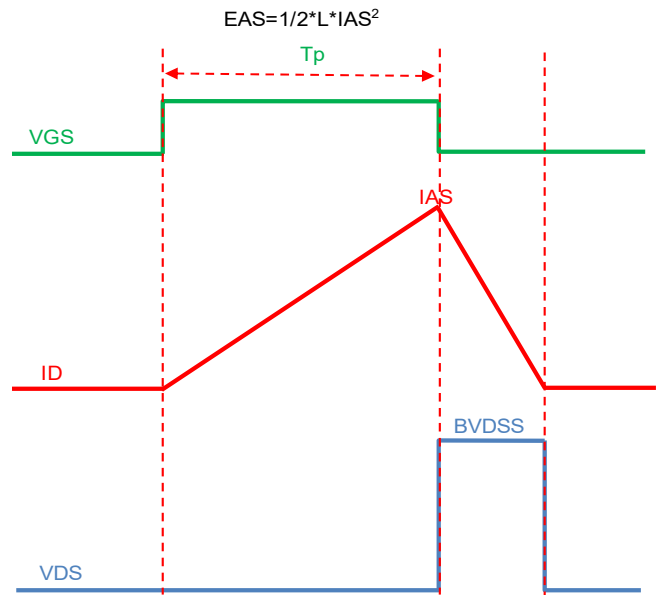 EAS=1/2*L*IAS²
Tp
VGS
IAS
ID
BVDSS
VDS